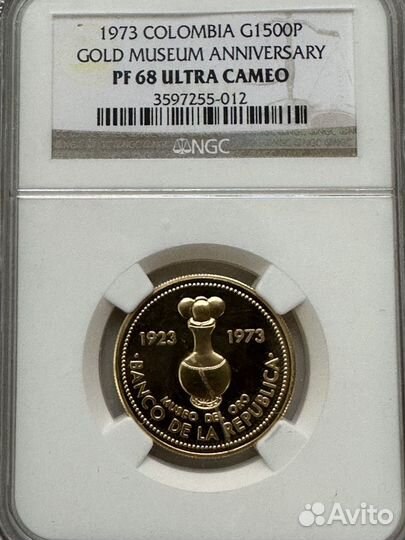 1973 COLOMBIA G1500P
GOLD MUSEUM ANNIVERSARY
PF 68 ULTRA CAMEO
3597255-012
NGC
1923 1973
MUSEO DEL ORO
·BANCO DE LA REPUBLICA·
Avito